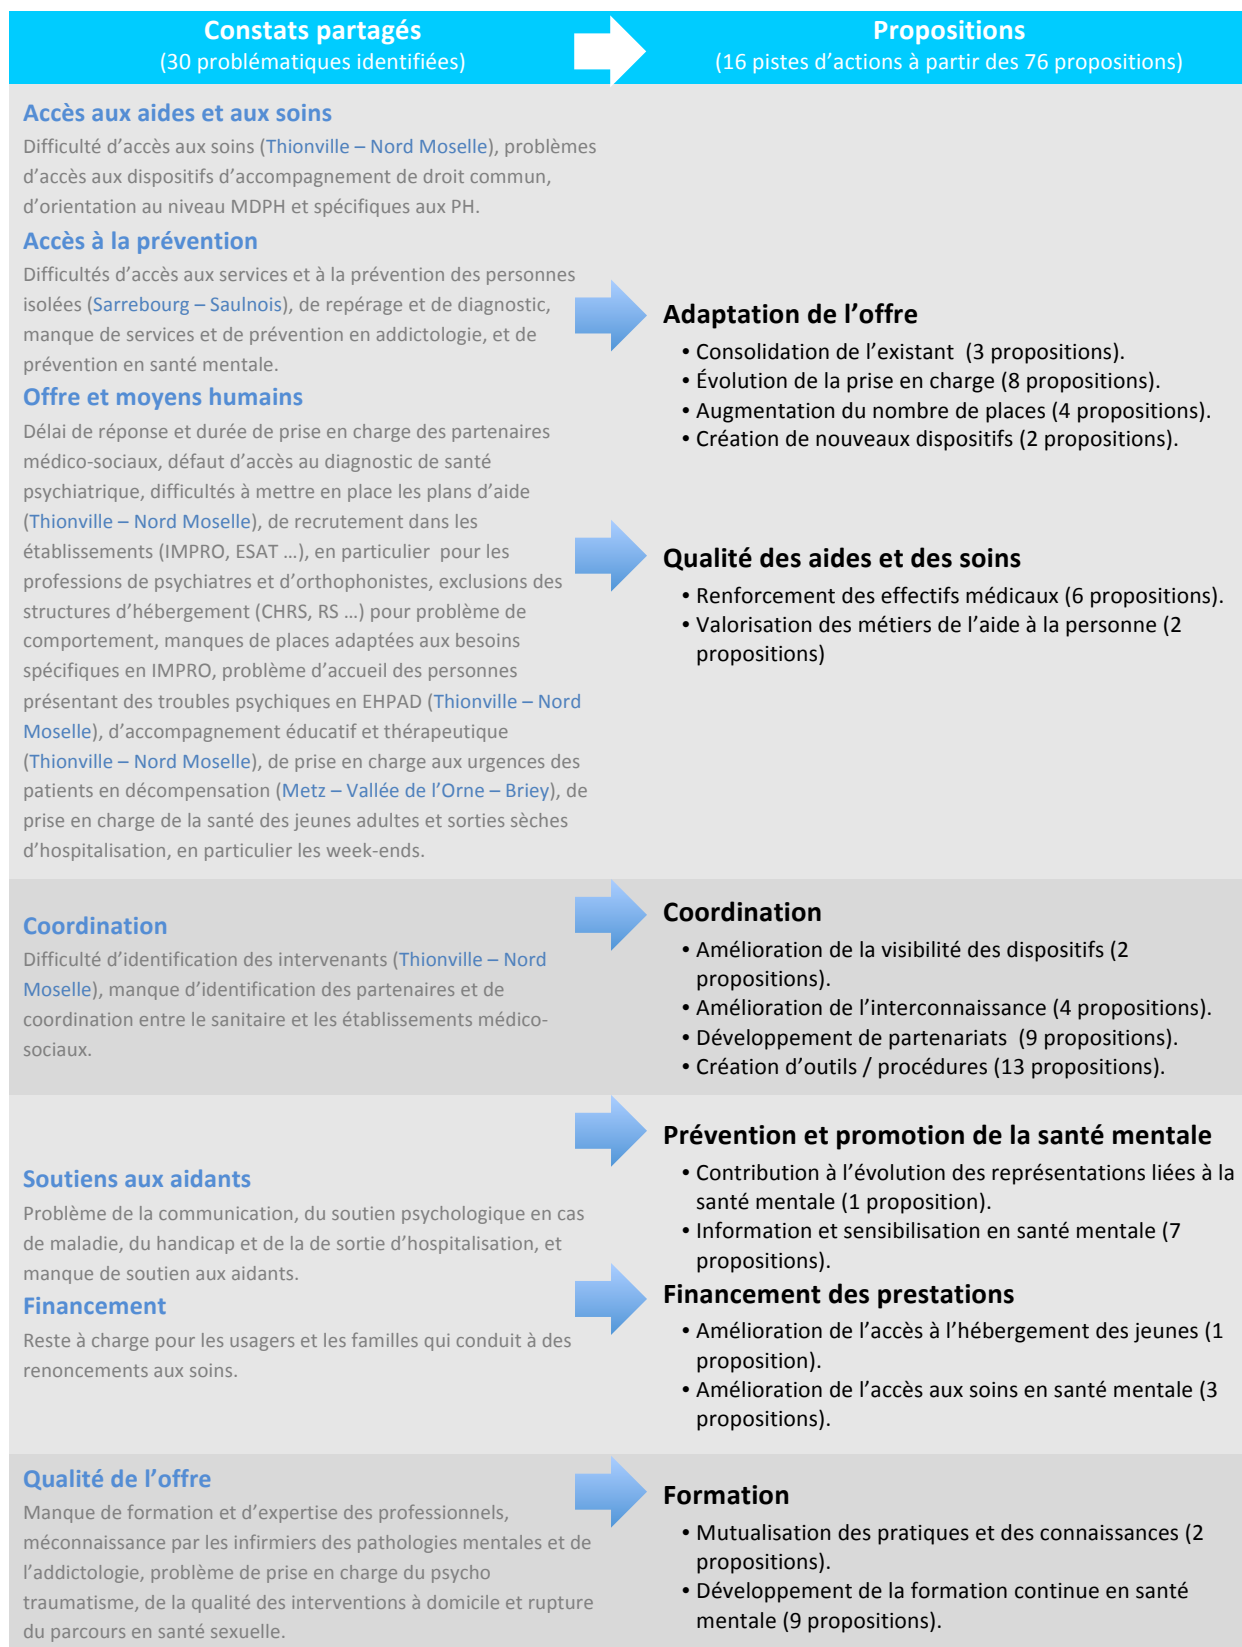 Constats partagés
(30 problématiques identifiées)
Propositions
(16 pistes d’actions à partir des 76 propositions)
Accès aux aides et aux soins
Difficulté d’accès aux soins (Thionville – Nord Moselle), problèmes
d’accès aux dispositifs d’accompagnement de droit commun,
d’orientation au niveau MDPH et spécifiques aux PH.
Accès à la prévention
Difficultés d’accès aux services et à la prévention des personnes
isolées (Sarrebourg – Saulnois), de repérage et de diagnostic,
manque de services et de prévention en addictologie, et de
prévention en santé mentale.
Offre et moyens humains
Délai de réponse et durée de prise en charge des partenaires
médico-sociaux, défaut d’accès au diagnostic de santé
psychiatrique, difficultés à mettre en place les plans d’aide
(Thionville – Nord Moselle), de recrutement dans les
établissements (IMPRO, ESAT …), en particulier  pour les
professions de psychiatres et d’orthophonistes, exclusions des
structures d’hébergement (CHRS, RS …) pour problème de
comportement, manques de places adaptées aux besoins
spécifiques en IMPRO, problème d’accueil des personnes
présentant des troubles psychiques en EHPAD (Thionville – Nord
Moselle), d’accompagnement éducatif et thérapeutique
(Thionville – Nord Moselle), de prise en charge aux urgences des
patients en décompensation (Metz – Vallée de l’Orne – Briey), de
prise en charge de la santé des jeunes adultes et sorties sèches
d’hospitalisation, en particulier les week-ends.
Adaptation de l’offre
• Consolidation de l’existant  (3 propositions).
• Évolution de la prise en charge (8 propositions).
• Augmentation du nombre de places (4 propositions).
• Création de nouveaux dispositifs (2 propositions).
Qualité des aides et des soins
• Renforcement des effectifs médicaux (6 propositions).
• Valorisation des métiers de l’aide à la personne (2
propositions)
Coordination
Difficulté d’identification des intervenants (Thionville – Nord
Moselle), manque d’identification des partenaires et de
coordination entre le sanitaire et les établissements médico-
sociaux.
Coordination
• Amélioration de la visibilité des dispositifs (2
propositions).
• Amélioration de l’interconnaissance (4 propositions).
• Développement de partenariats  (9 propositions).
• Création d’outils / procédures (13 propositions).
Soutiens aux aidants
Problème de la communication, du soutien psychologique en cas
de maladie, du handicap et de la de sortie d’hospitalisation, et
manque de soutien aux aidants.
Financement
Reste à charge pour les usagers et les familles qui conduit à des
renoncements aux soins.
Prévention et promotion de la santé mentale
• Contribution à l’évolution des représentations liées à la
santé mentale (1 proposition).
• Information et sensibilisation en santé mentale (7
propositions).
Financement des prestations
• Amélioration de l’accès à l’hébergement des jeunes (1
proposition).
• Amélioration de l’accès aux soins en santé mentale (3
propositions).
Qualité de l’offre
Manque de formation et d’expertise des professionnels,
méconnaissance par les infirmiers des pathologies mentales et de
l’addictologie, problème de prise en charge du psycho
traumatisme, de la qualité des interventions à domicile et rupture
du parcours en santé sexuelle.
Formation
• Mutualisation des pratiques et des connaissances (2
propositions).
• Développement de la formation continue en santé
mentale (9 propositions).